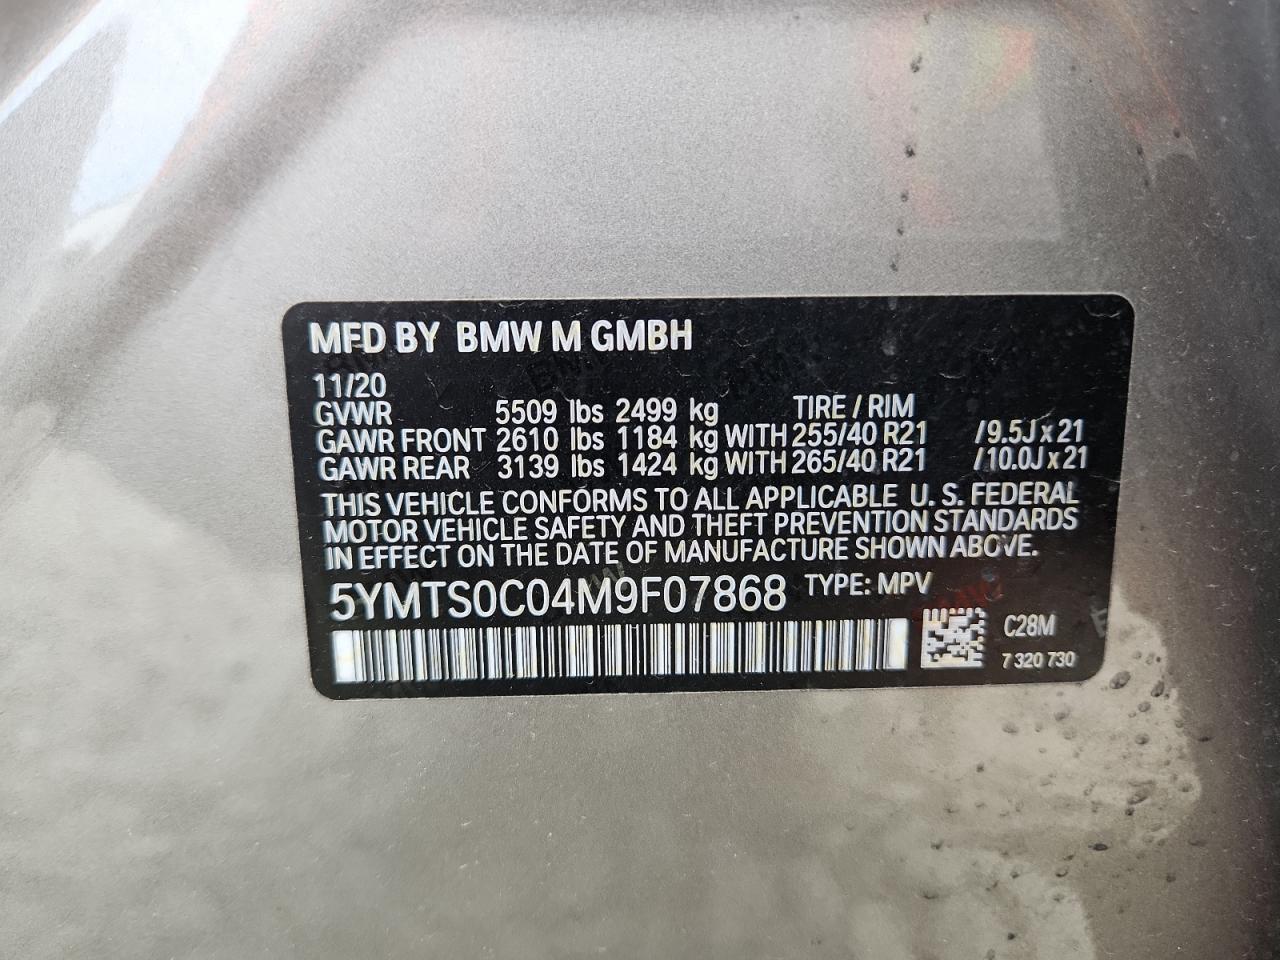 MFD BY BMW M GMBH
11/20
GVWR 5509 lbs 2499 kg TIRE / RIM
GAWR FRONT 2610 lbs 1184 kg WITH 255/40 R21 /9.5J x 21
GAWR REAR 3139 lbs 1424 kg WITH 265/40 R21 /10.0J x 21
THIS VEHICLE CONFORMS TO ALL APPLICABLE U. S. FEDERAL
MOTOR VEHICLE SAFETY AND THEFT PREVENTION STANDARDS
IN EFFECT ON THE DATE OF MANUFACTURE SHOWN ABOVE.
5YMTS0C04M9F07868 TYPE: MPV
C28M
7 320 730